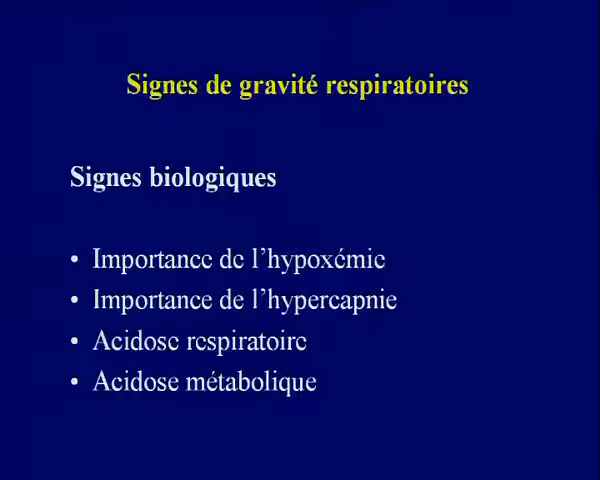 Signes de gravité respiratoires
Signes biologiques
• Importance de l'hypoxémie
• Importance de l'hypercapnie
• Acidose respiratoire
• Acidose métabolique